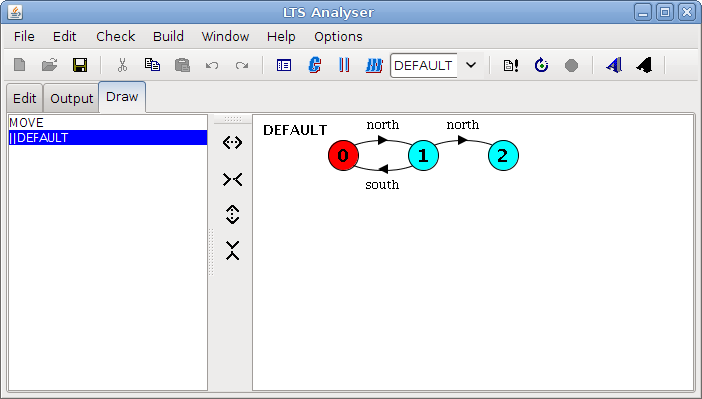 LTS Analyser
File Edit Check Build Window Help Options
DEFAULT
Edit Output Draw
MOVE
||DEFAULT
DEFAULT
north north
0 1 2
south